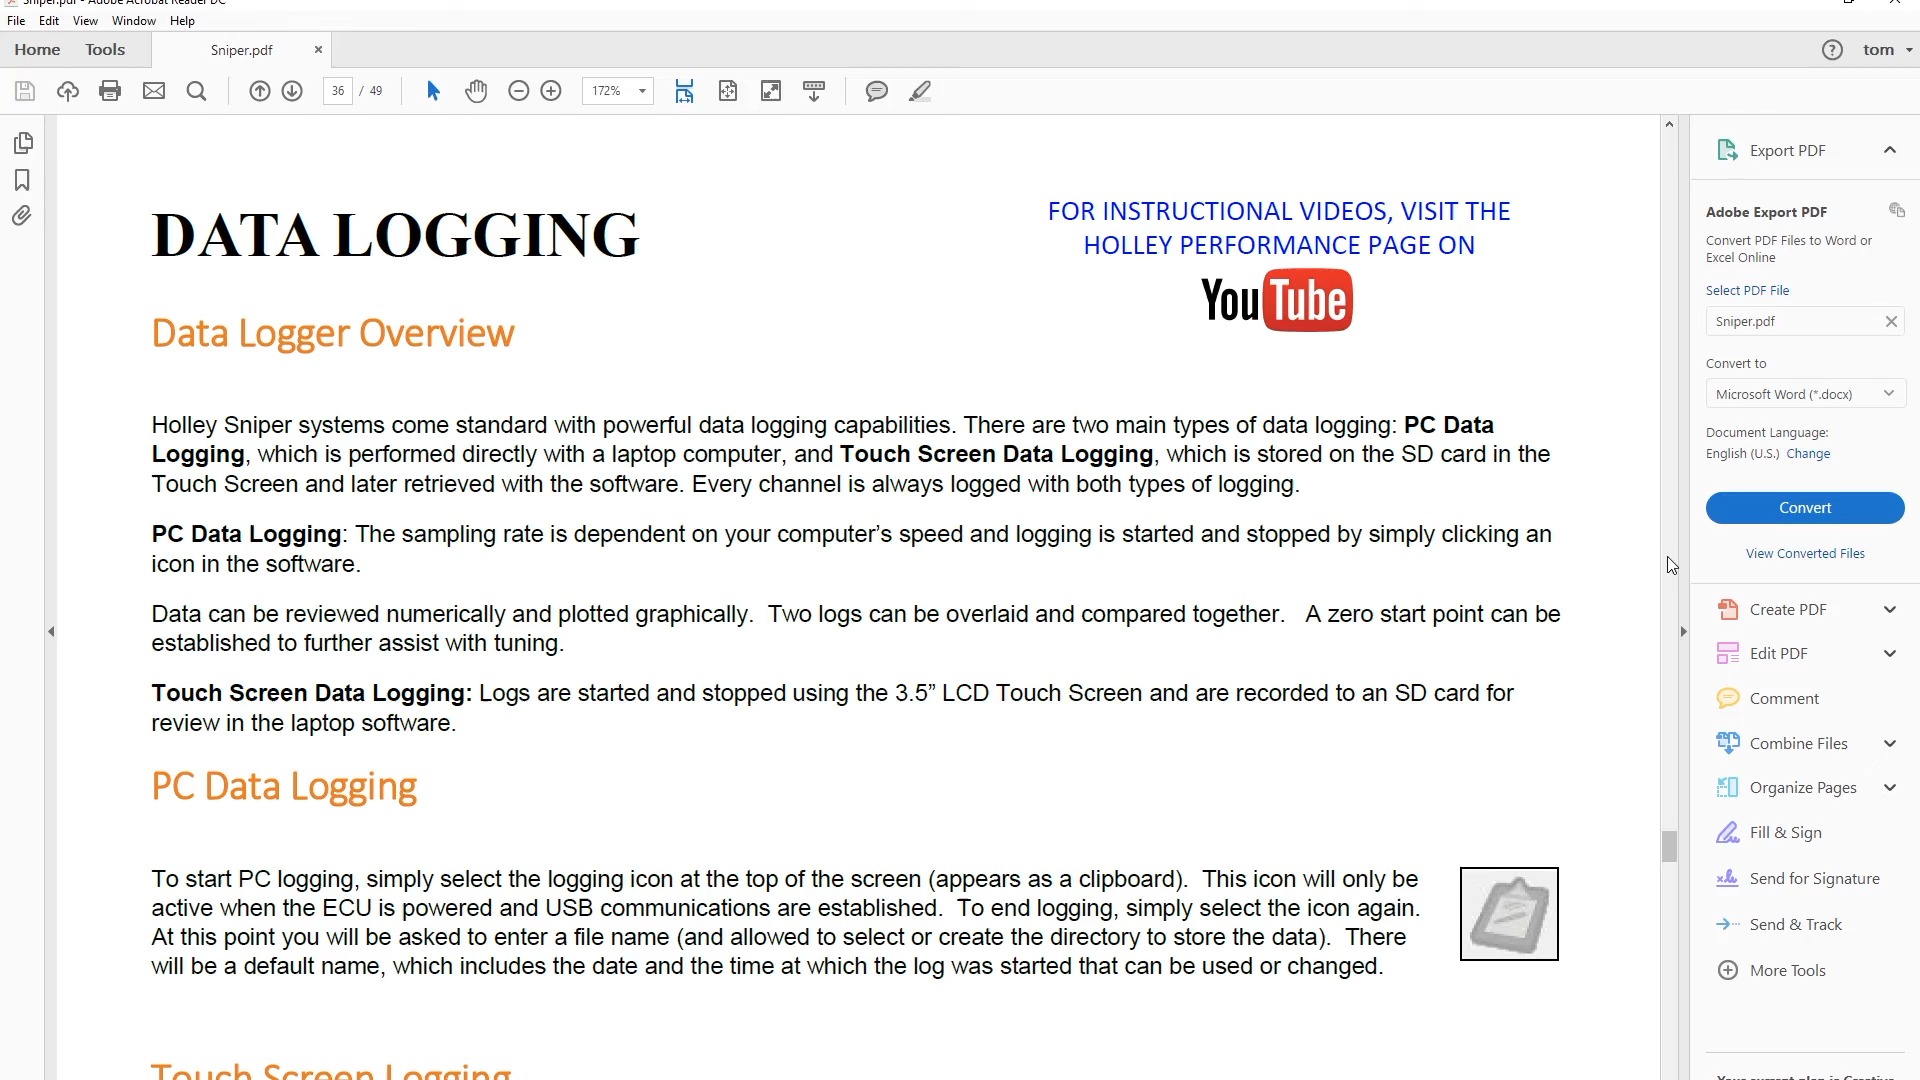 Sniper.pdf - Adobe Acrobat Reader DC
File Edit View Window Help
Home Tools Sniper.pdf × ? tom
36 / 49 172%
DATA LOGGING
FOR INSTRUCTIONAL VIDEOS, VISIT THE
HOLLEY PERFORMANCE PAGE ON
YouTube
Data Logger Overview
Holley Sniper systems come standard with powerful data logging capabilities. There are two main types of data logging: PC Data
Logging, which is performed directly with a laptop computer, and Touch Screen Data Logging, which is stored on the SD card in the
Touch Screen and later retrieved with the software. Every channel is always logged with both types of logging.
PC Data Logging: The sampling rate is dependent on your computer’s speed and logging is started and stopped by simply clicking an
icon in the software.
Data can be reviewed numerically and plotted graphically. Two logs can be overlaid and compared together. A zero start point can be
established to further assist with tuning.
Touch Screen Data Logging: Logs are started and stopped using the 3.5” LCD Touch Screen and are recorded to an SD card for
review in the laptop software.
PC Data Logging
To start PC logging, simply select the logging icon at the top of the screen (appears as a clipboard). This icon will only be
active when the ECU is powered and USB communications are established. To end logging, simply select the icon again.
At this point you will be asked to enter a file name (and allowed to select or create the directory to store the data). There
will be a default name, which includes the date and the time at which the log was started that can be used or changed.
Touch Screen Logging
Export PDF
Adobe Export PDF
Convert PDF Files to Word or
Excel Online
Select PDF File
Sniper.pdf
Convert to
Microsoft Word (*.docx)
Document Language:
English (U.S.) Change
Convert
View Converted Files
Create PDF
Edit PDF
Comment
Combine Files
Organize Pages
Fill & Sign
Send for Signature
Send & Track
More Tools